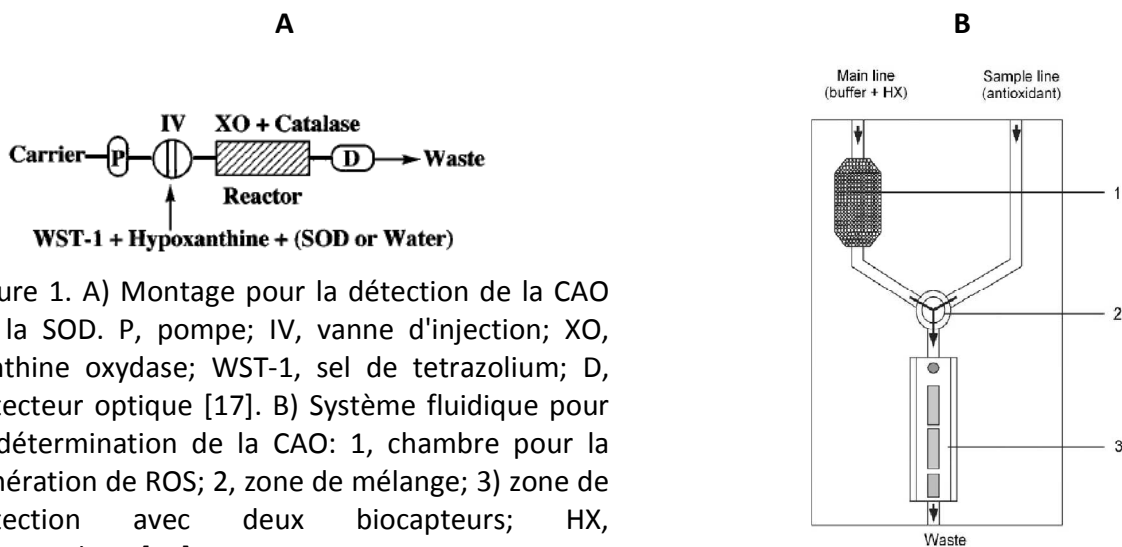 A
B
IV XO + Catalase
Carrier P D Waste
Reactor
WST-1 + Hypoxanthine + (SOD or Water)
Main line
(buffer + HX)
Sample line
(antioxidant)
1
2
3
Waste
ure 1. A) Montage pour la détection de la CAO
la SOD. P, pompe; IV, vanne d'injection; XO,
nthine oxydase; WST-1, sel de tetrazolium; D,
tecteur optique [17]. B) Système fluidique pour
détermination de la CAO: 1, chambre pour la
nération de ROS; 2, zone de mélange; 3) zone de
tection avec deux biocapteurs; HX,